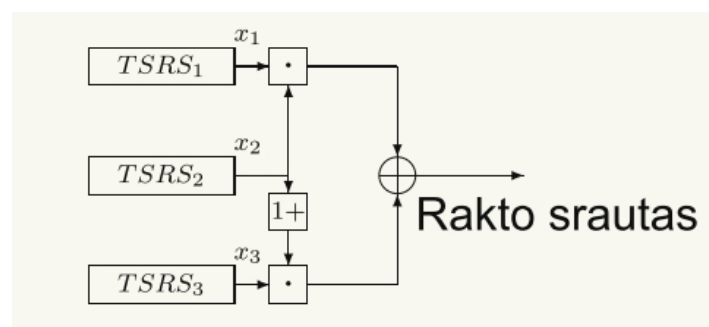 x₁
TSRS₁ ·
x₂
TSRS₂
1+
Rakto srautas
x₃
TSRS₃ ·